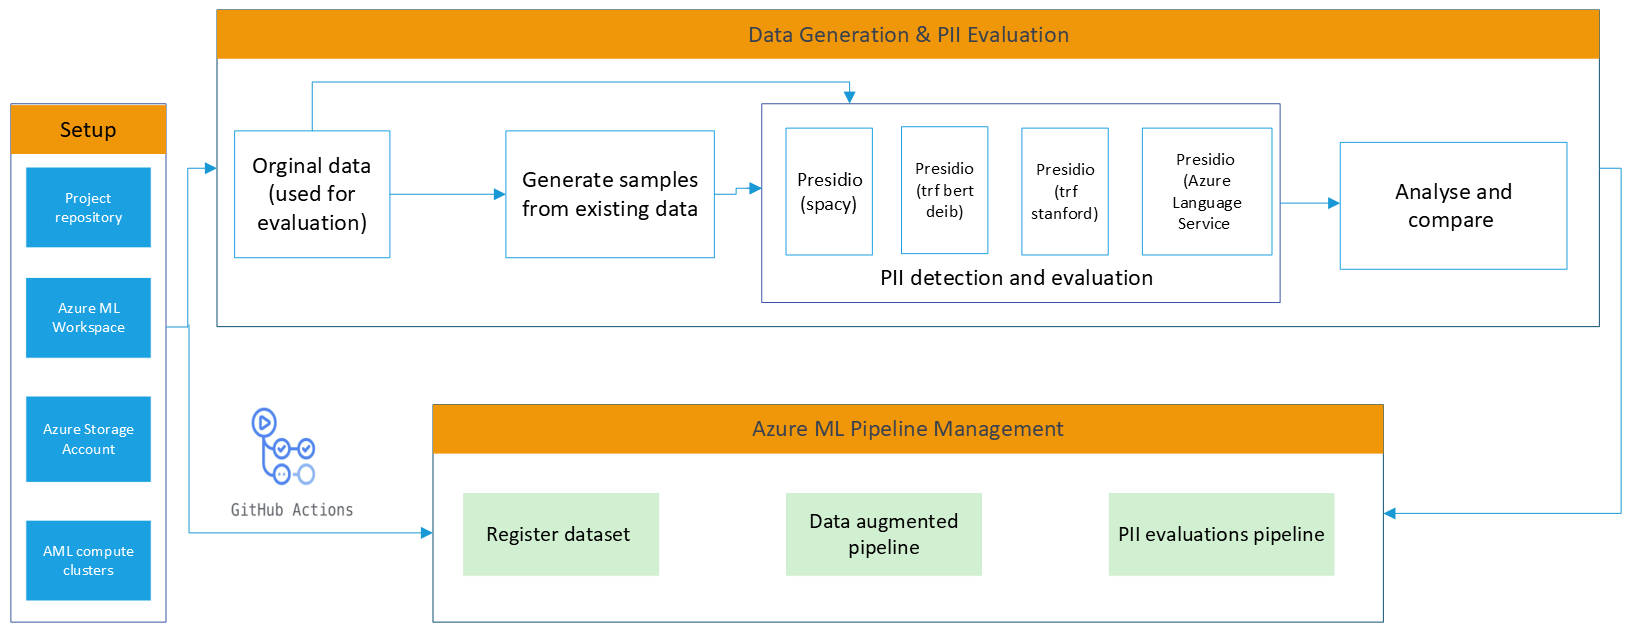 Data Generation & PII Evaluation
Setup
Project
repository
Azure ML
Workspace
Azure Storage
Account
AML compute
clusters
Orginal data
(used for
evaluation)
Generate samples
from existing data
Presidio
(spacy)
Presidio
(trf bert
deib)
Presidio
(trf
stanford)
Presidio
(Azure
Language
Service
PII detection and evaluation
Analyse and
compare
GitHub Actions
Azure ML Pipeline Management
Register dataset
Data augmented
pipeline
PII evaluations pipeline